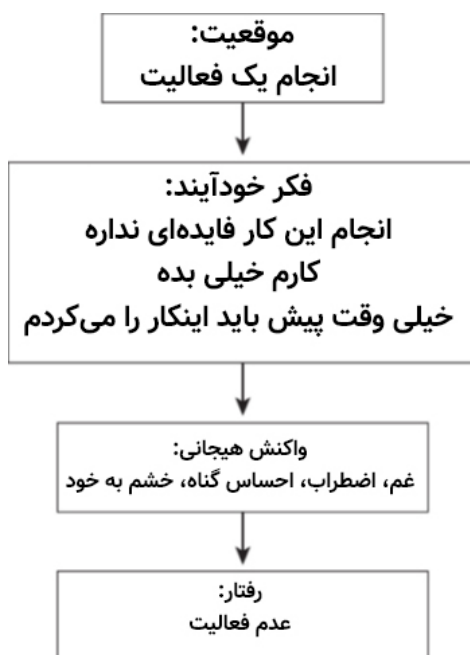 موقعیت:
انجام یک فعالیت
فکر خودآیند:
انجام این کار فایده‌ای نداره
کارم خیلی بده
خیلی وقت پیش باید اینکار را می‌کردم
واکنش هیجانی:
غم، اضطراب، احساس گناه، خشم به خود
رفتار:
عدم فعالیت